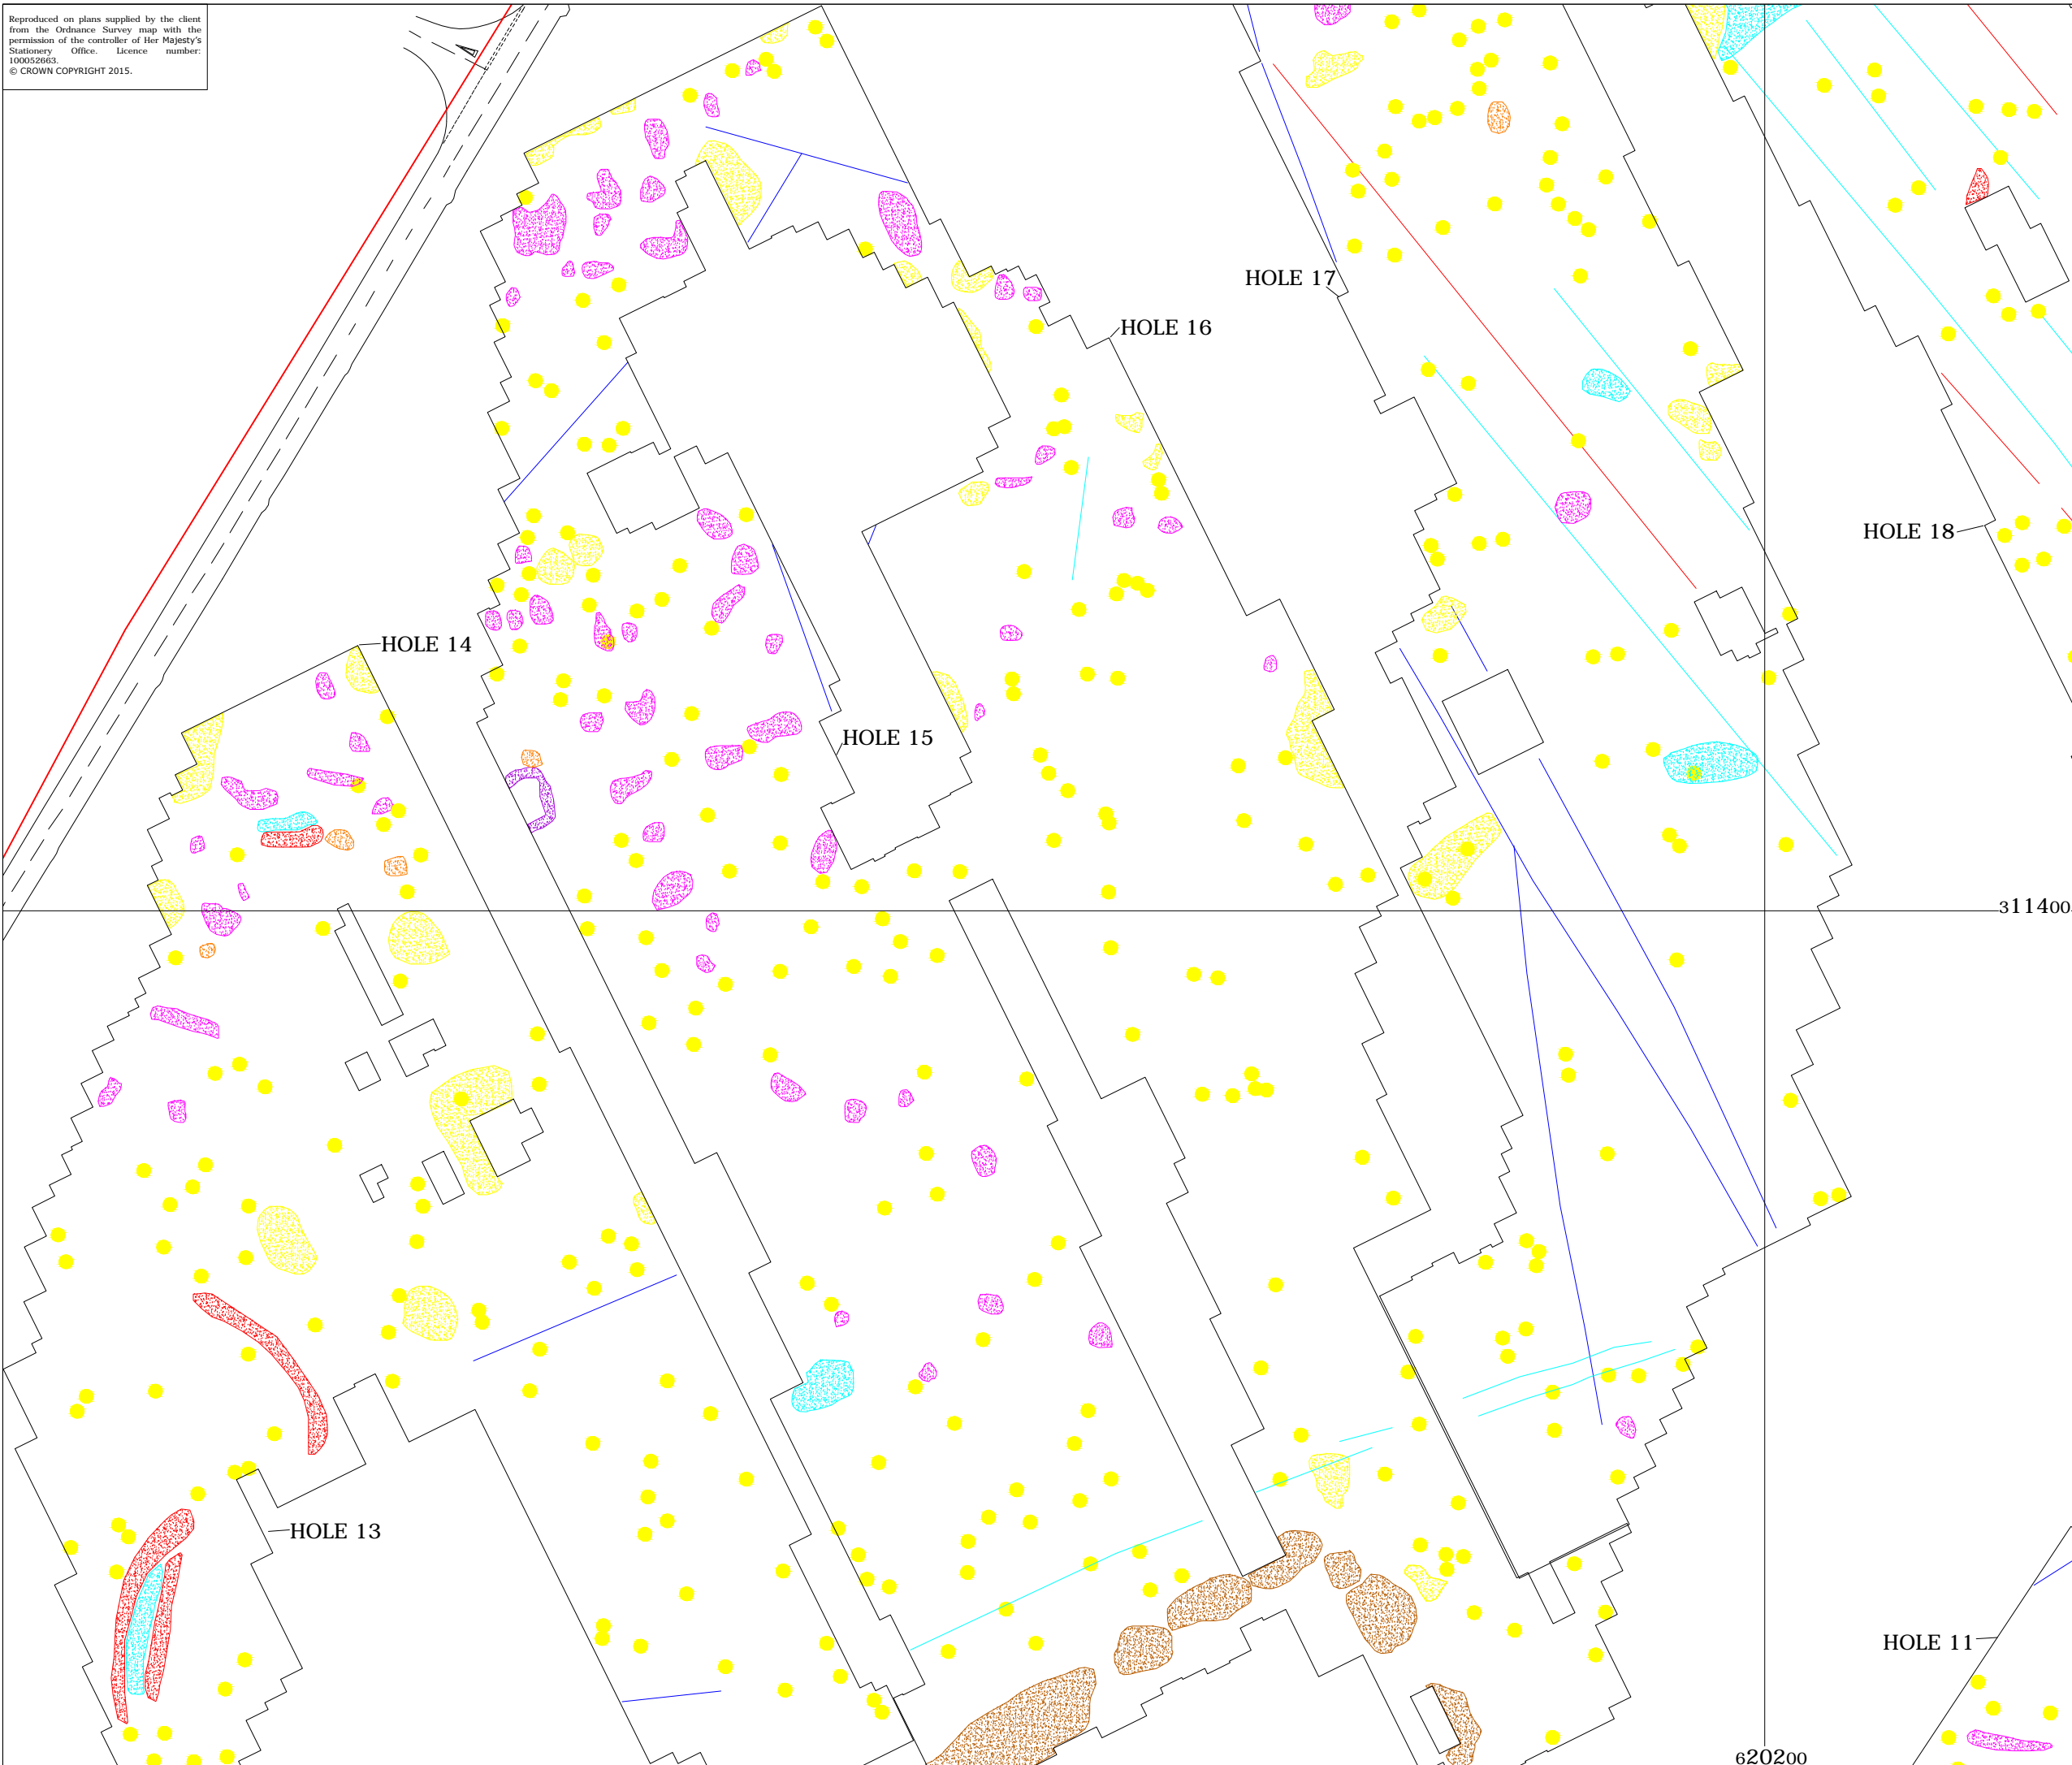 Reproduced on plans supplied by the client
from the Ordnance Survey map with the
permission of the controller of Her Majesty's
Stationery Office. Licence number:
100052663.
© CROWN COPYRIGHT 2015.
HOLE 17
HOLE 16
HOLE 18
HOLE 14
HOLE 15
311400
HOLE 13
HOLE 11
620200